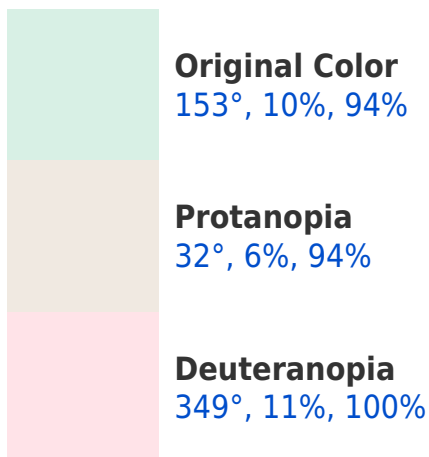 Original Color
153°, 10%, 94%
Protanopia
32°, 6%, 94%
Deuteranopia
349°, 11%, 100%